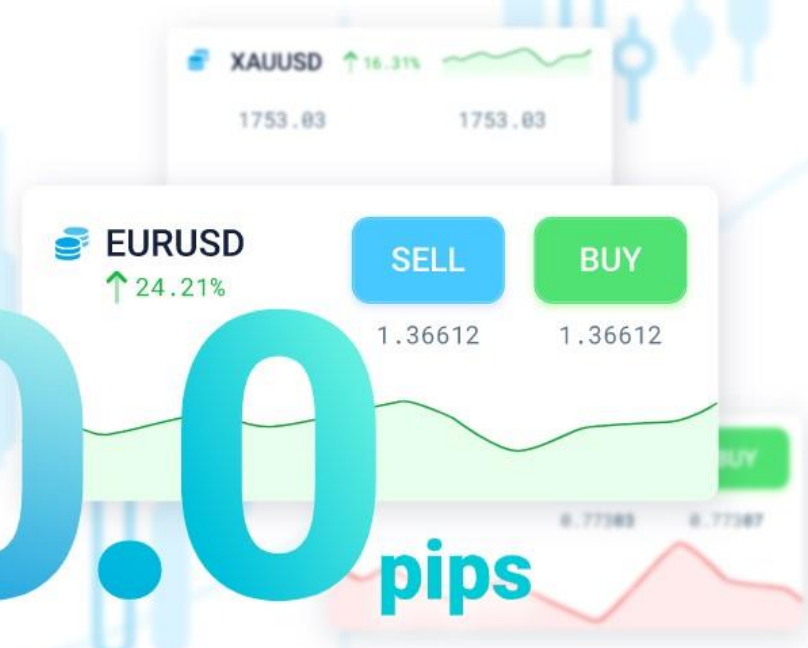 XAUUSD ↑ 16.31%
1753.03 1753.03
EURUSD SELL BUY
↑ 24.21%
1.36612 1.36612
0.0 pips
BUY